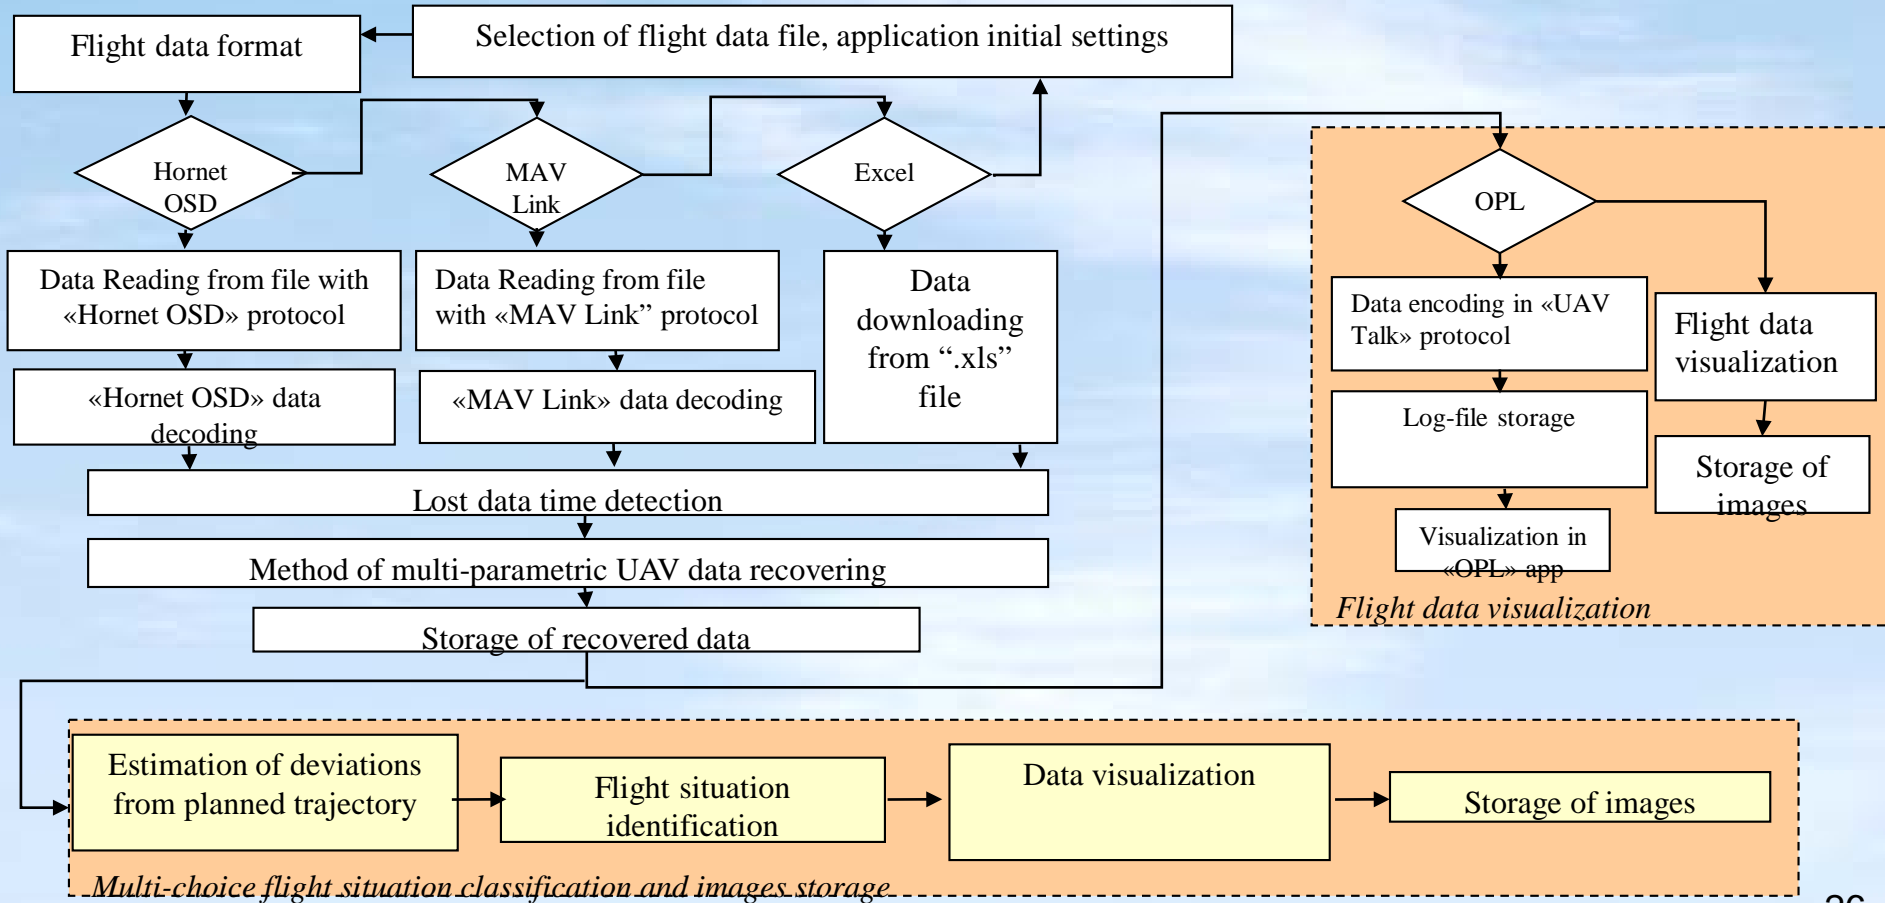 Flight data format
Selection of flight data file, application initial settings
Hornet
OSD
MAV
Link
Excel
OPL
Data Reading from file with
«Hornet OSD» protocol
Data Reading from file
with «MAV Link” protocol
Data
downloading
from “.xls”
file
«Hornet OSD» data
decoding
«MAV Link» data decoding
Lost data time detection
Method of multi-parametric UAV data recovering
Storage of recovered data
Data encoding in «UAV
Talk» protocol
Flight data
visualization
Log-file storage
Storage of
images
Visualization in
«OPL» app
Flight data visualization
Estimation of deviations
from planned trajectory
Flight situation
identification
Data visualization
Storage of images
Multi-choice flight situation classification and images storage